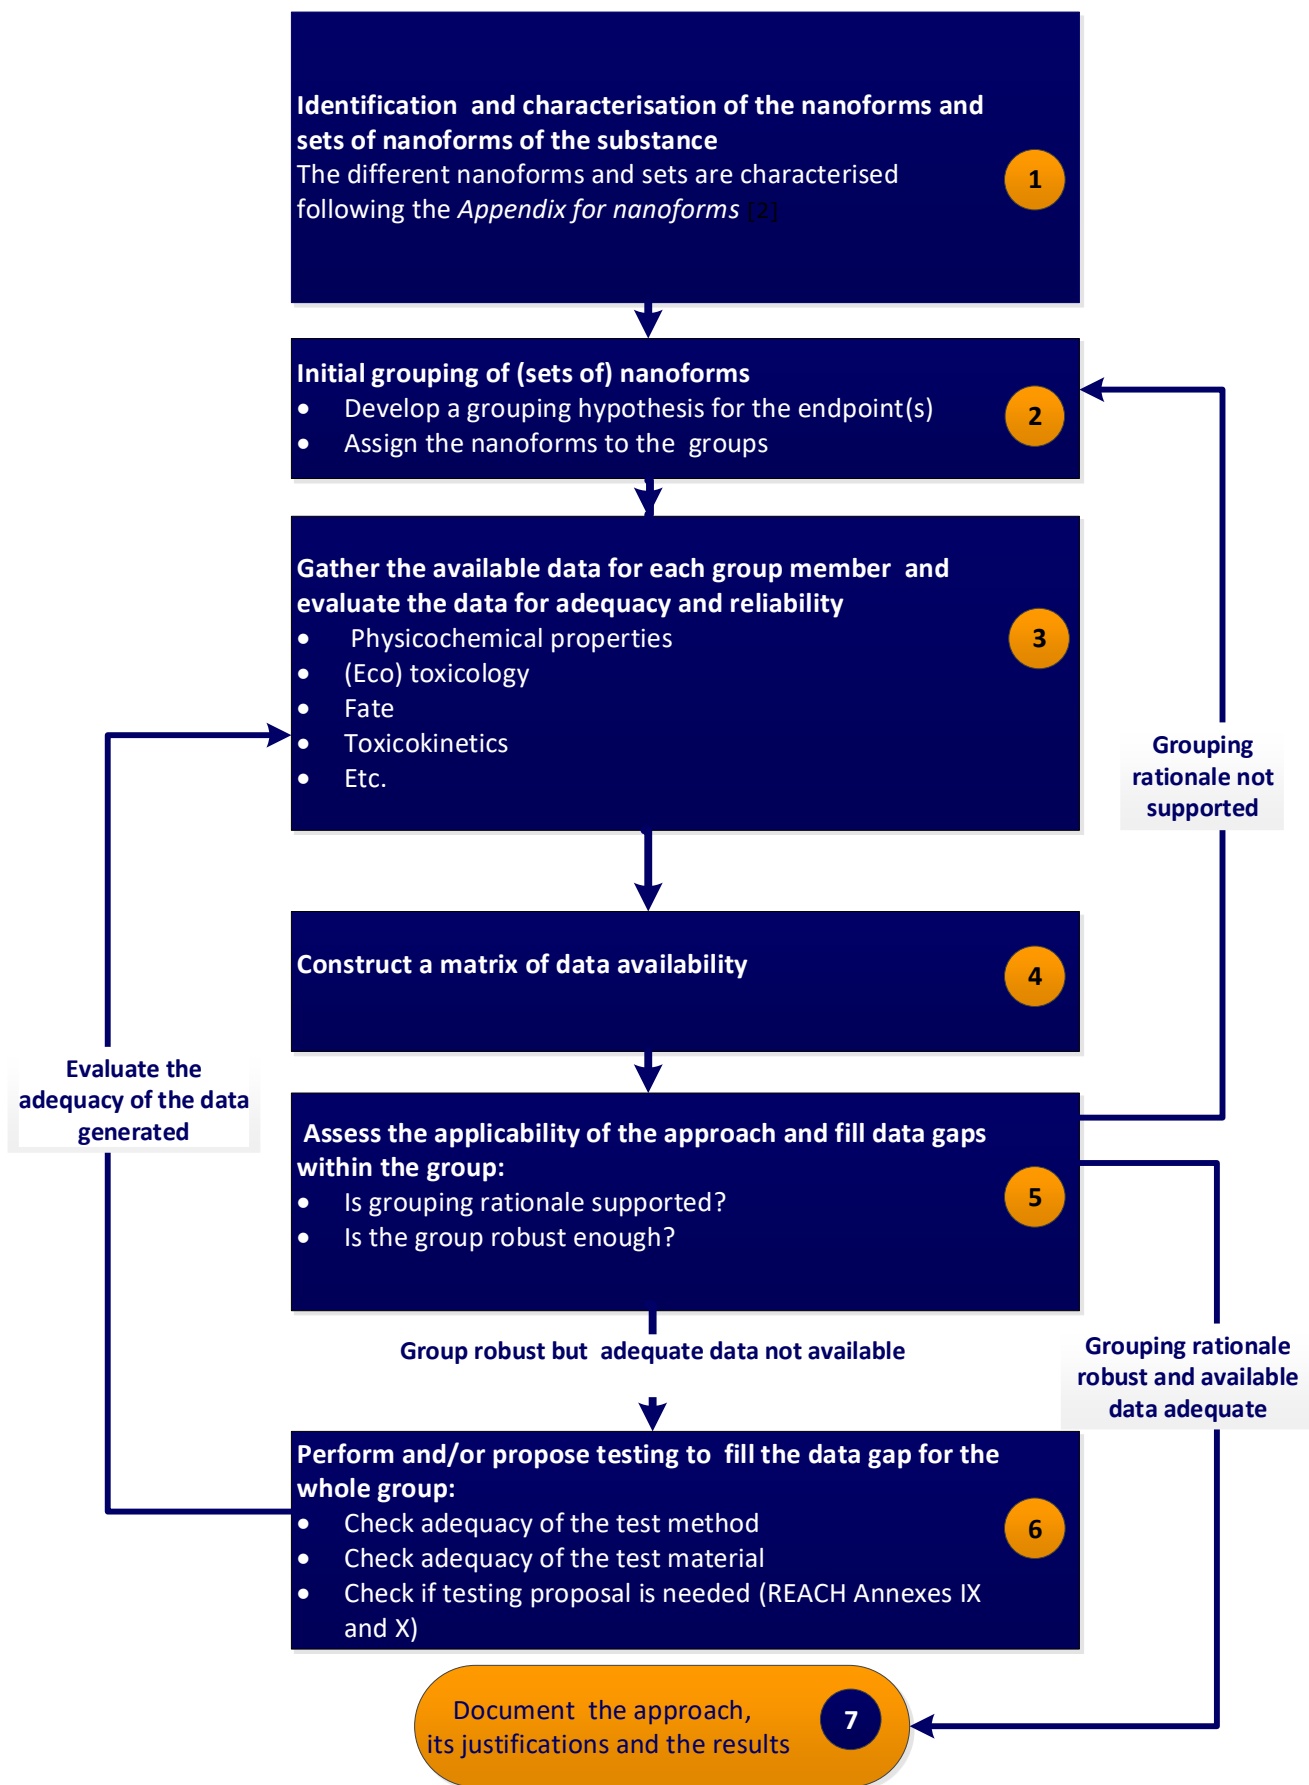 Identification and characterisation of the nanoforms and
sets of nanoforms of the substance
The different nanoforms and sets are characterised
following the Appendix for nanoforms [2]
1
Initial grouping of (sets of) nanoforms
• Develop a grouping hypothesis for the endpoint(s)
• Assign the nanoforms to the groups
2
Gather the available data for each group member and
evaluate the data for adequacy and reliability
• Physicochemical properties
• (Eco) toxicology
• Fate
• Toxicokinetics
• Etc.
3
Grouping
rationale not
supported
Construct a matrix of data availability
4
Evaluate the
adequacy of the data
generated
Assess the applicability of the approach and fill data gaps
within the group:
• Is grouping rationale supported?
• Is the group robust enough?
5
Group robust but adequate data not available
Grouping rationale
robust and available
data adequate
Perform and/or propose testing to fill the data gap for the
whole group:
• Check adequacy of the test method
• Check adequacy of the test material
• Check if testing proposal is needed (REACH Annexes IX
and X)
6
Document the approach,
its justifications and the results
7